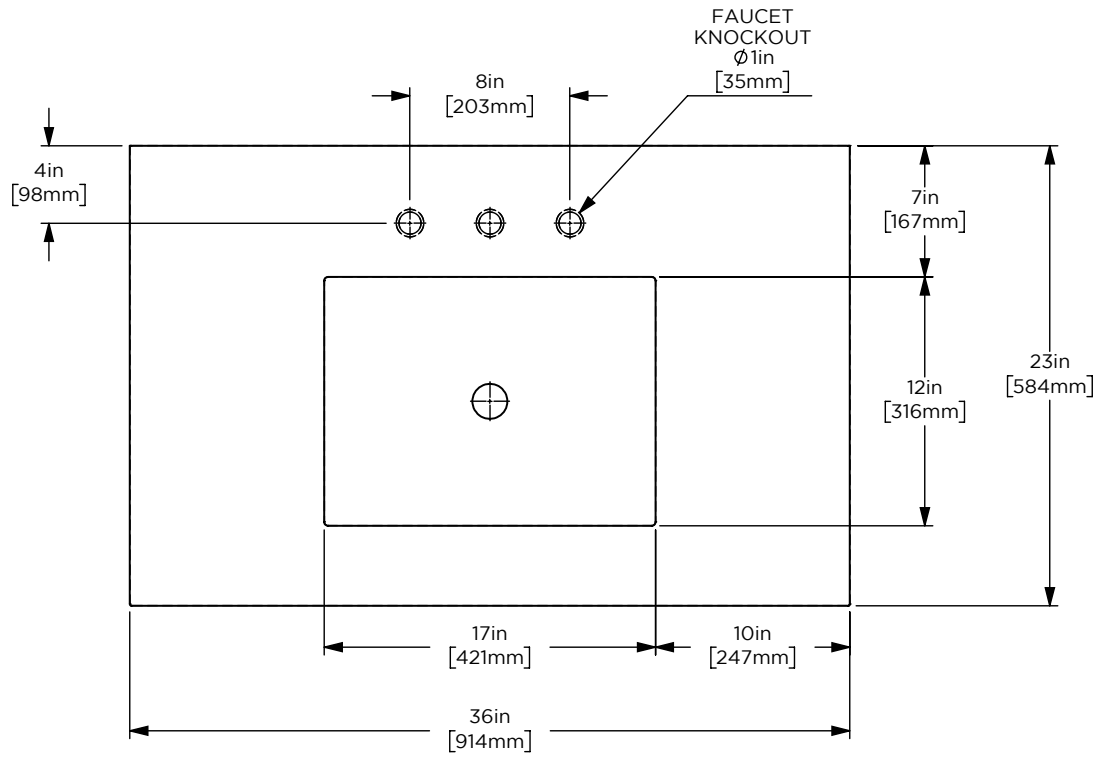 FAUCET
KNOCKOUT
Ø1in
[35mm]
8in
[203mm]
4in
[98mm]
7in
[167mm]
12in
[316mm]
23in
[584mm]
17in
[421mm]
10in
[247mm]
36in
[914mm]